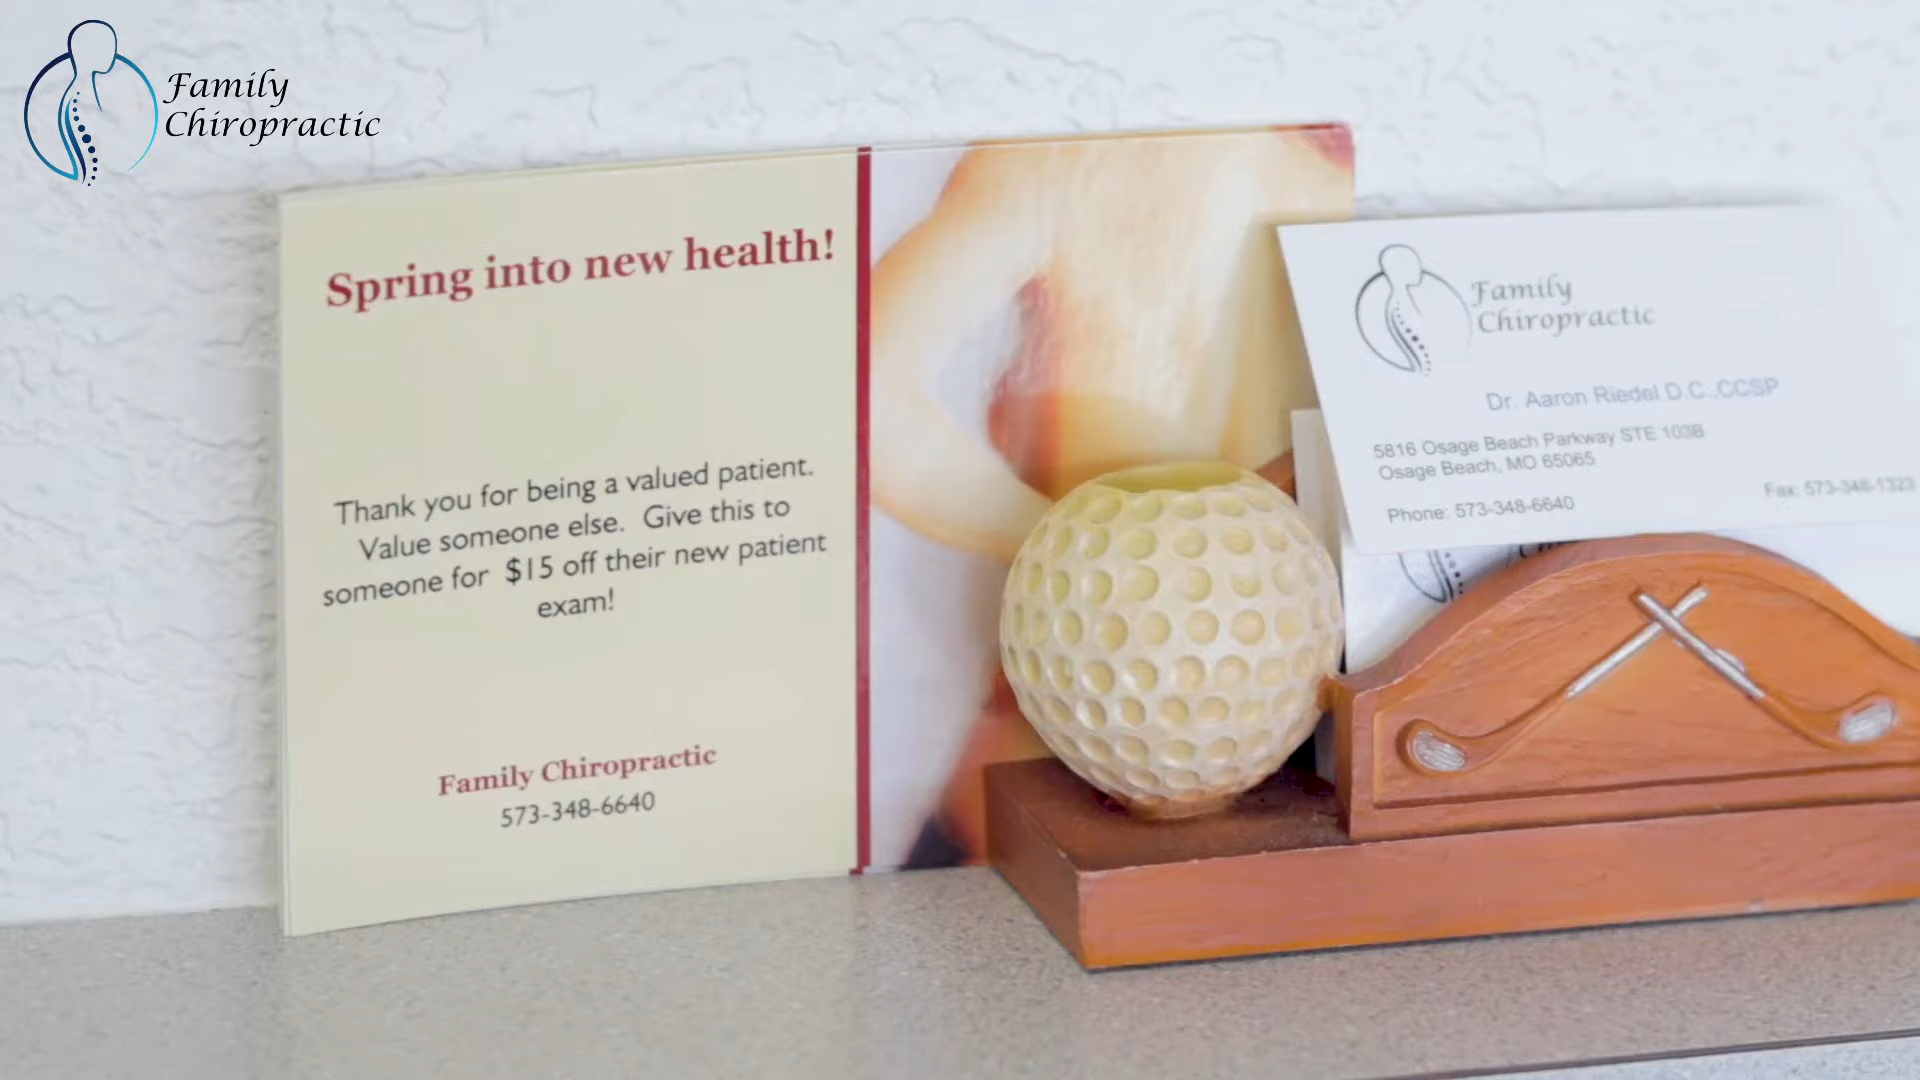 Family
Chiropractic
Spring into new health!
Thank you for being a valued patient.
Value someone else.  Give this to
someone for  $15 off their new patient
exam!
Family Chiropractic
573-348-6640
Family
Chiropractic
Dr. Aaron Riedel D.C.,CCSP
5816 Osage Beach Parkway STE 103B
Osage Beach, MO 65065
Phone: 573-348-6640
Fax: 573-348-1323